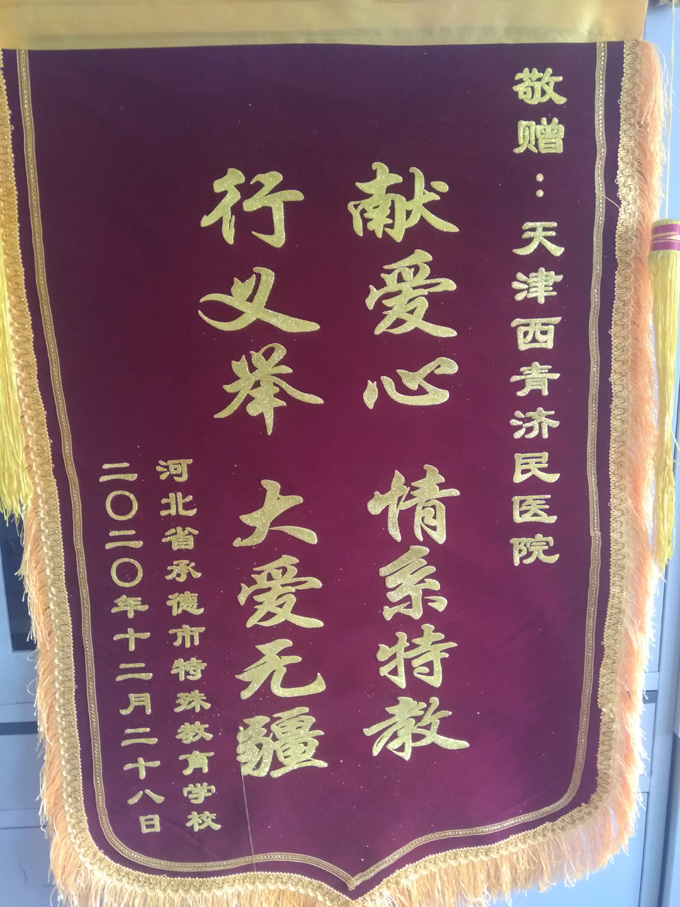 敬赠：天津西青济民医院
献爱心 情系特教
行义举 大爱无疆
河北省承德市特殊教育学校
二〇二〇年十二月二十八日